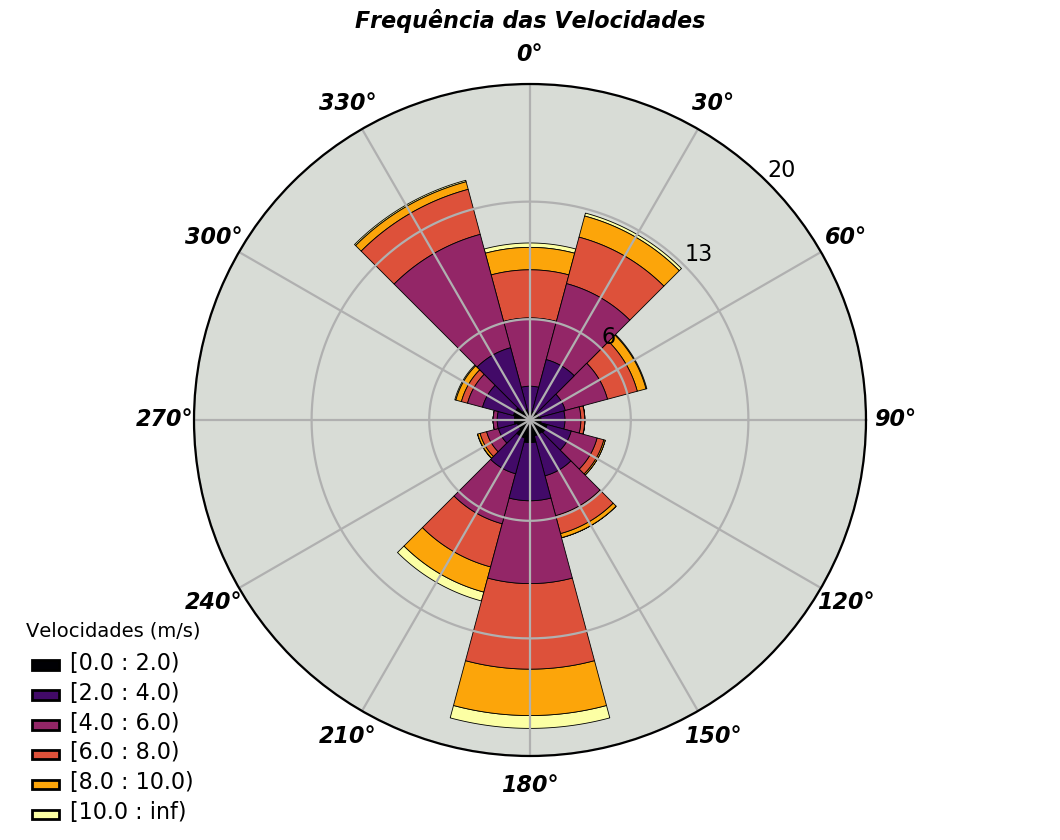 Frequência das Velocidades
0°
330°
30°
20
300°
60°
13
6
270°
90°
240°
120°
210°
150°
180°
Velocidades (m/s)
[0.0 : 2.0)
[2.0 : 4.0)
[4.0 : 6.0)
[6.0 : 8.0)
[8.0 : 10.0)
[10.0 : inf)